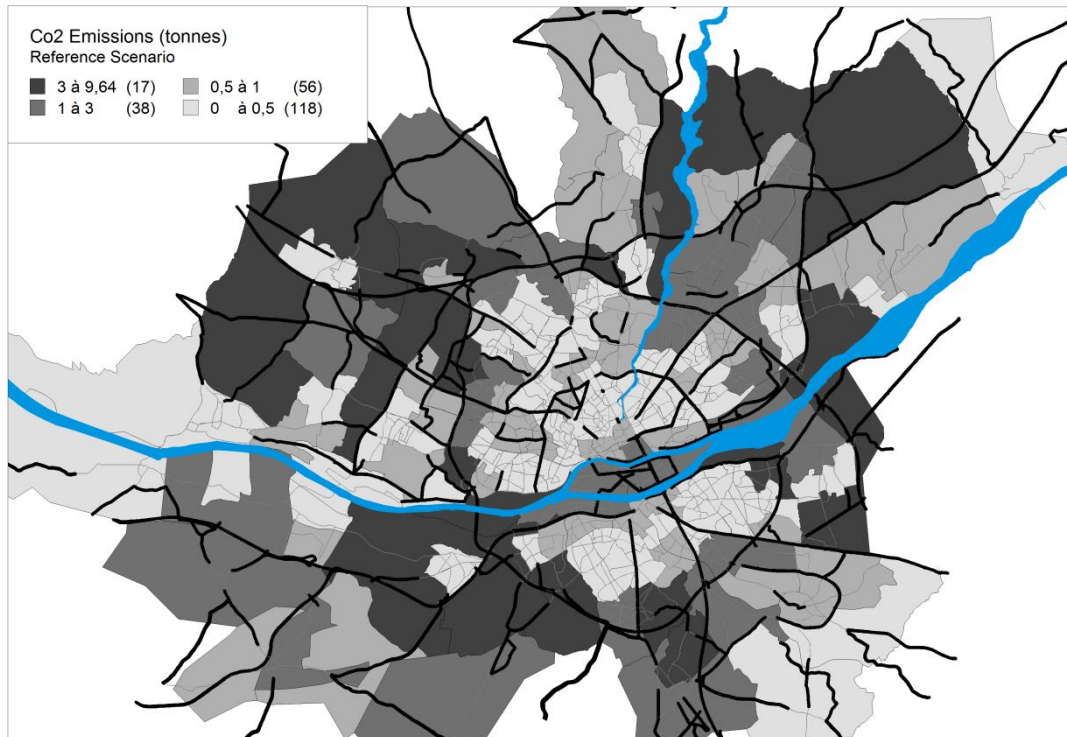 Co2 Emissions (tonnes)
Reference Scenario
3 à 9,64 (17) 0,5 à 1 (56)
1 à 3 (38) 0 à 0,5 (118)